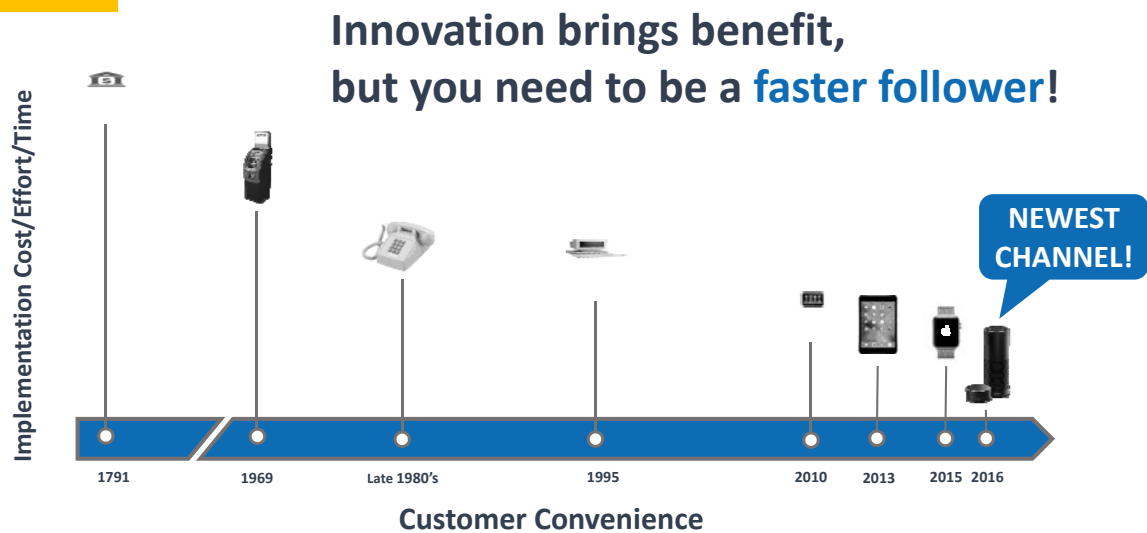 Innovation brings benefit,
but you need to be a faster follower!
Implementation Cost/Effort/Time
NEWEST
CHANNEL!
1791
1969
Late 1980's
1995
2010
2013
2015
2016
Customer Convenience